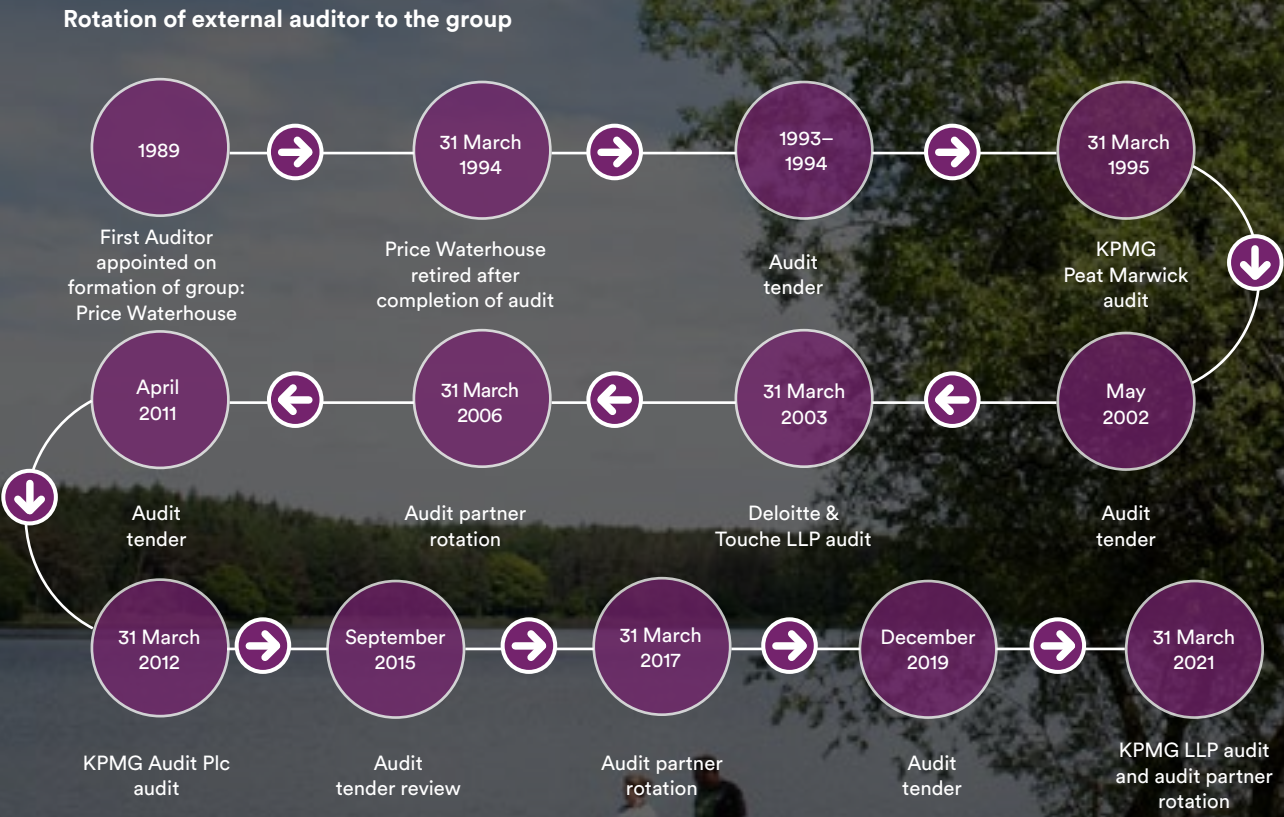 Rotation of external auditor to the group
1989
First Auditor
appointed on
formation of group:
Price Waterhouse
31 March
1994
Price Waterhouse
retired after
completion of audit
1993–
1994
Audit
tender
31 March
1995
KPMG
Peat Marwick
audit
May
2002
Audit
tender
31 March
2003
Deloitte &
Touche LLP audit
31 March
2006
Audit partner
rotation
April
2011
Audit
tender
31 March
2012
KPMG Audit Plc
audit
September
2015
Audit
tender review
31 March
2017
Audit partner
rotation
December
2019
Audit
tender
31 March
2021
KPMG LLP audit
and audit partner
rotation